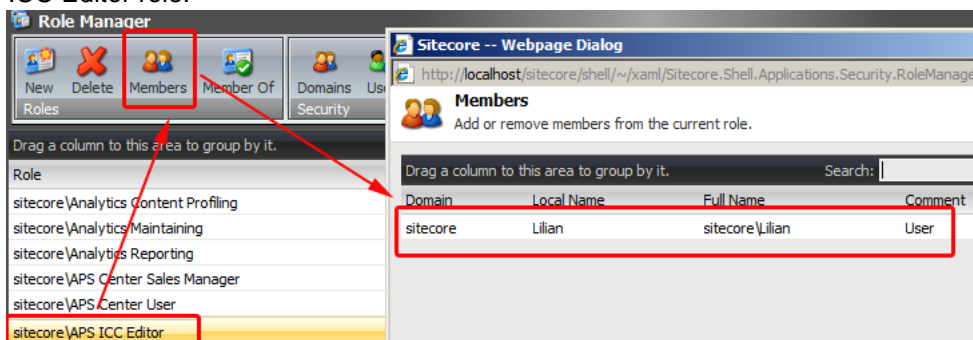 ICC Editor role.
Role Manager
New Delete Members Member Of Domains
Roles Security
Drag a column to this area to group by it.
Role
sitecore\Analytics Content Profiling
sitecore\Analytics Maintaining
sitecore\Analytics Reporting
sitecore\APS Center Sales Manager
sitecore\APS Center User
sitecore\APS ICC Editor
Sitecore -- Webpage Dialog
http://localhost/sitecore/shell/~/xaml/Sitecore.Shell.Applications.Security.RoleManage
Members
Add or remove members from the current role.
Drag a column to this area to group by it. Search:
Domain Local Name Full Name Comment
sitecore Lilian sitecore\Lilian User